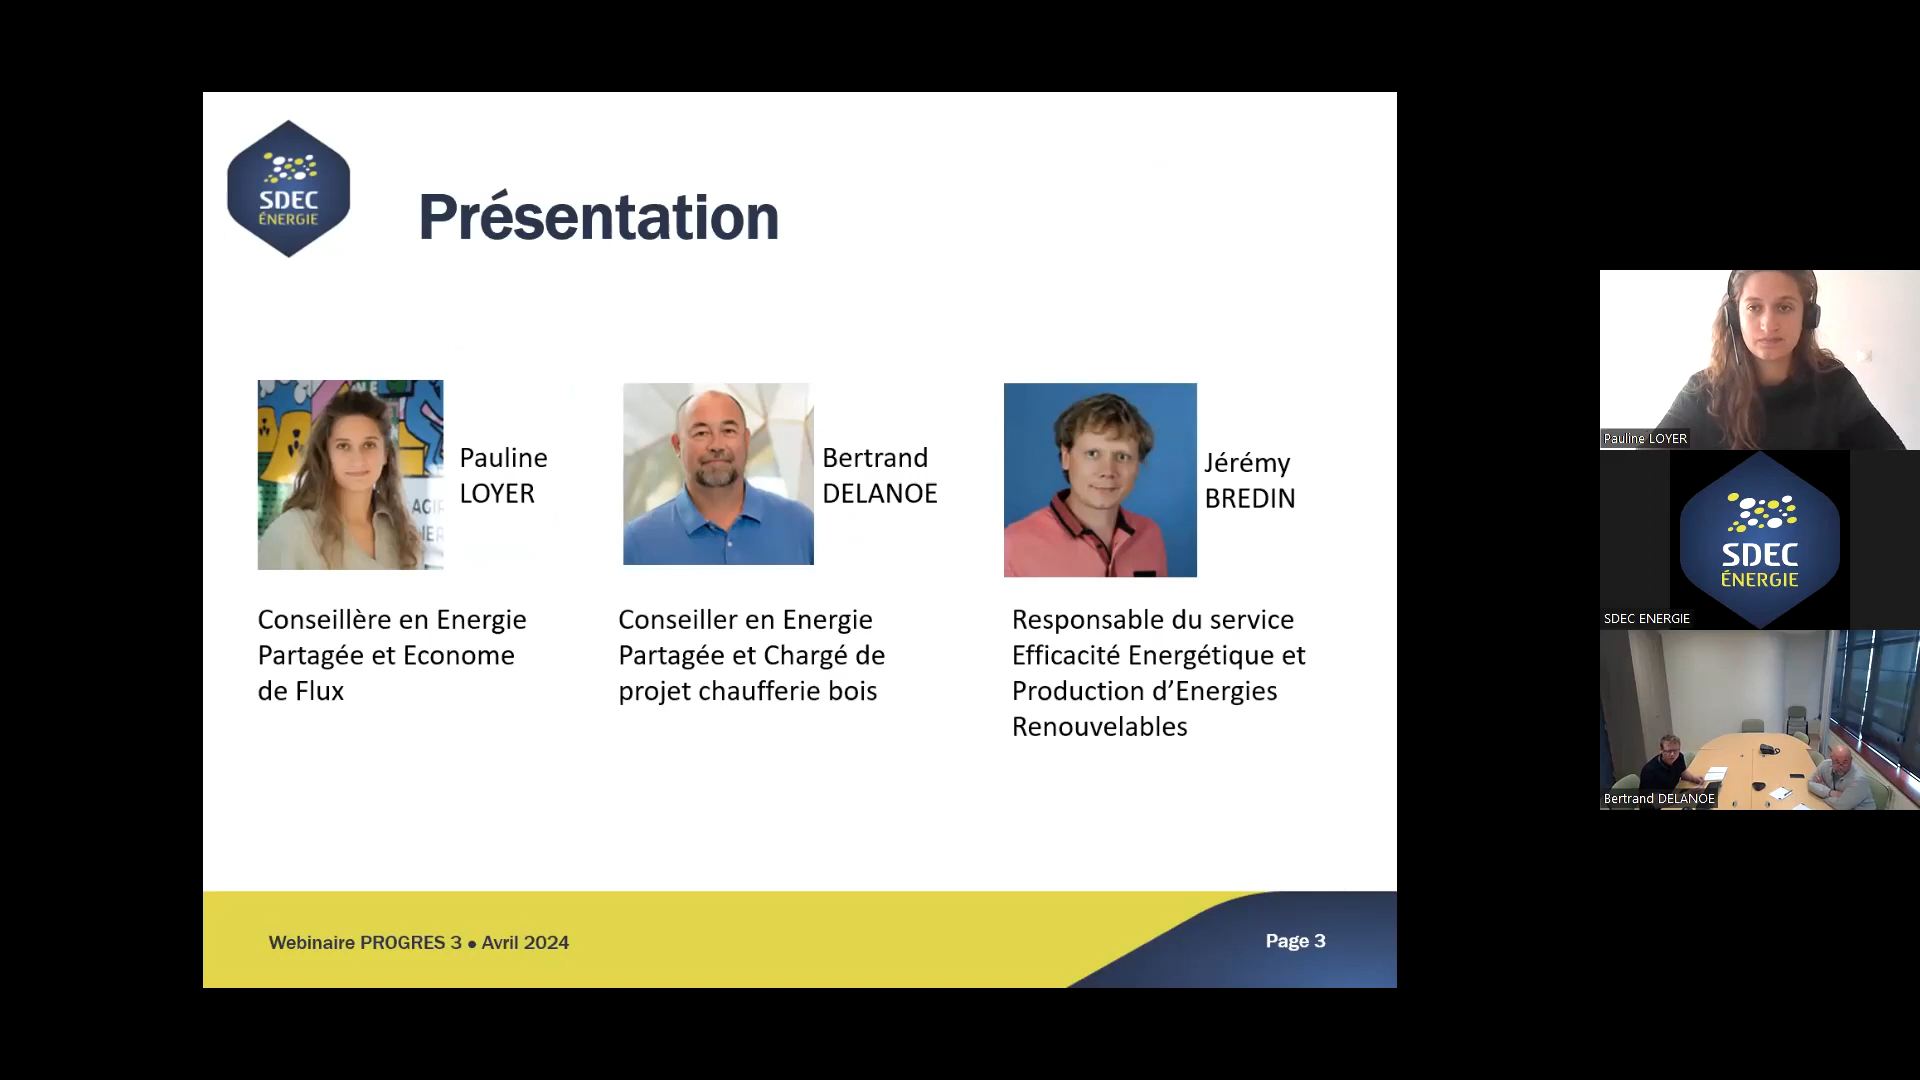 SDEC
ÉNERGIE
Présentation
Pauline
LOYER
Bertrand
DELANOE
Jérémy
BREDIN
Conseillère en Energie
Partagée et Econome
de Flux
Conseiller en Energie
Partagée et Chargé de
projet chaufferie bois
Responsable du service
Efficacité Energétique et
Production d’Energies
Renouvelables
Webinaire PROGRES 3 ● Avril 2024
Page 3
Pauline LOYER
SDEC
ÉNERGIE
SDEC ENERGIE
Bertrand DELANOE